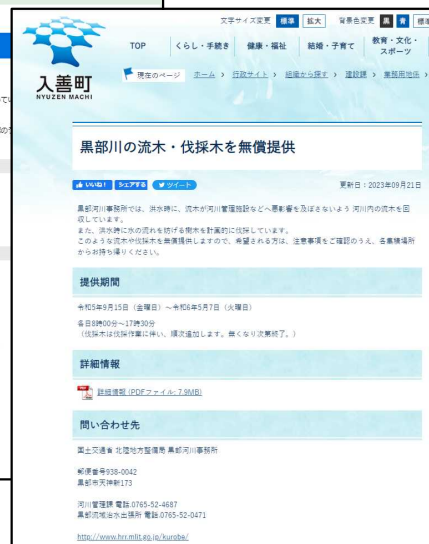 文字サイズ変更 標準 拡大 背景色変更 黒 青
TOP
くらし・手続き
健康・福祉
結婚・子育て
教育・文化・
スポーツ
入善町
NYUZEN MACHI
現在のページ ホーム > 行政サイト > 組織から探す > 建設課 > 業務用地係 >
黒部川の流木・伐採木を無償提供
いいね！ シェアする ツイート
更新日：2023年09月21日
黒部河川事務所では、洪水時に、流木が河川管理施設などへ悪影響を及ぼさないよう 河川内の流木を回
収しています。
また、洪水時に水の流れを妨げる樹木を計画的に伐採しています。
このような流木や伐採木を無償提供しますので、希望される方は、注意事項をご確認のうえ、各集積場所
からお持ち帰りください。
提供期間
令和5年9月15日（金曜日）～令和6年5月7日（火曜日）
各日8時00分～17時30分
（伐採木は伐採作業に伴い、順次追加します。無くなり次第終了。）
詳細情報
詳細情報 (PDFファイル: 7.9MB)
問い合わせ先
国土交通省 北陸地方整備局 黒部河川事務所
郵便番号938-0042
黒部市天神新173
河川管理課 電話.0765-52-4687
黒部流域治水出張所 電話.0765-52-0471
http://www.hrr.mlit.go.jp/kurobe/